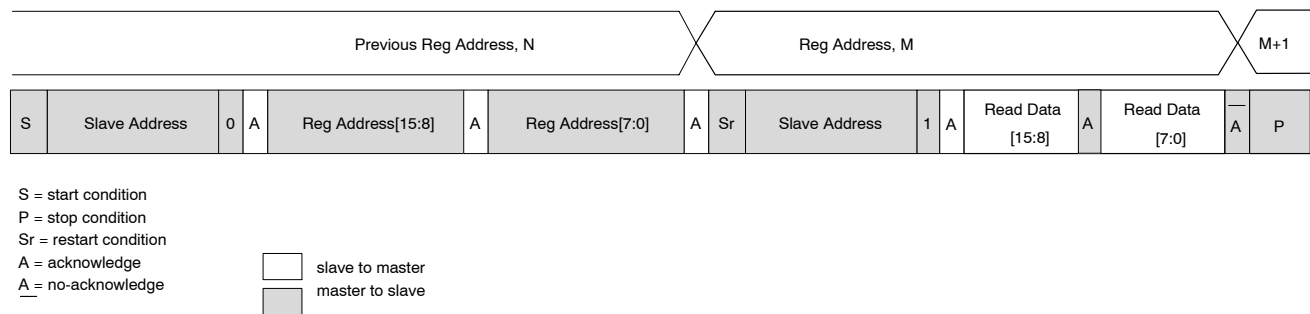 Previous Reg Address, N Reg Address, M M+1
S Slave Address 0 A Reg Address[15:8] A Reg Address[7:0] A Sr Slave Address 1 A Read Data [15:8] A Read Data [7:0] A P
S = start condition
P = stop condition
Sr = restart condition
A = acknowledge
A = no-acknowledge
slave to master
master to slave